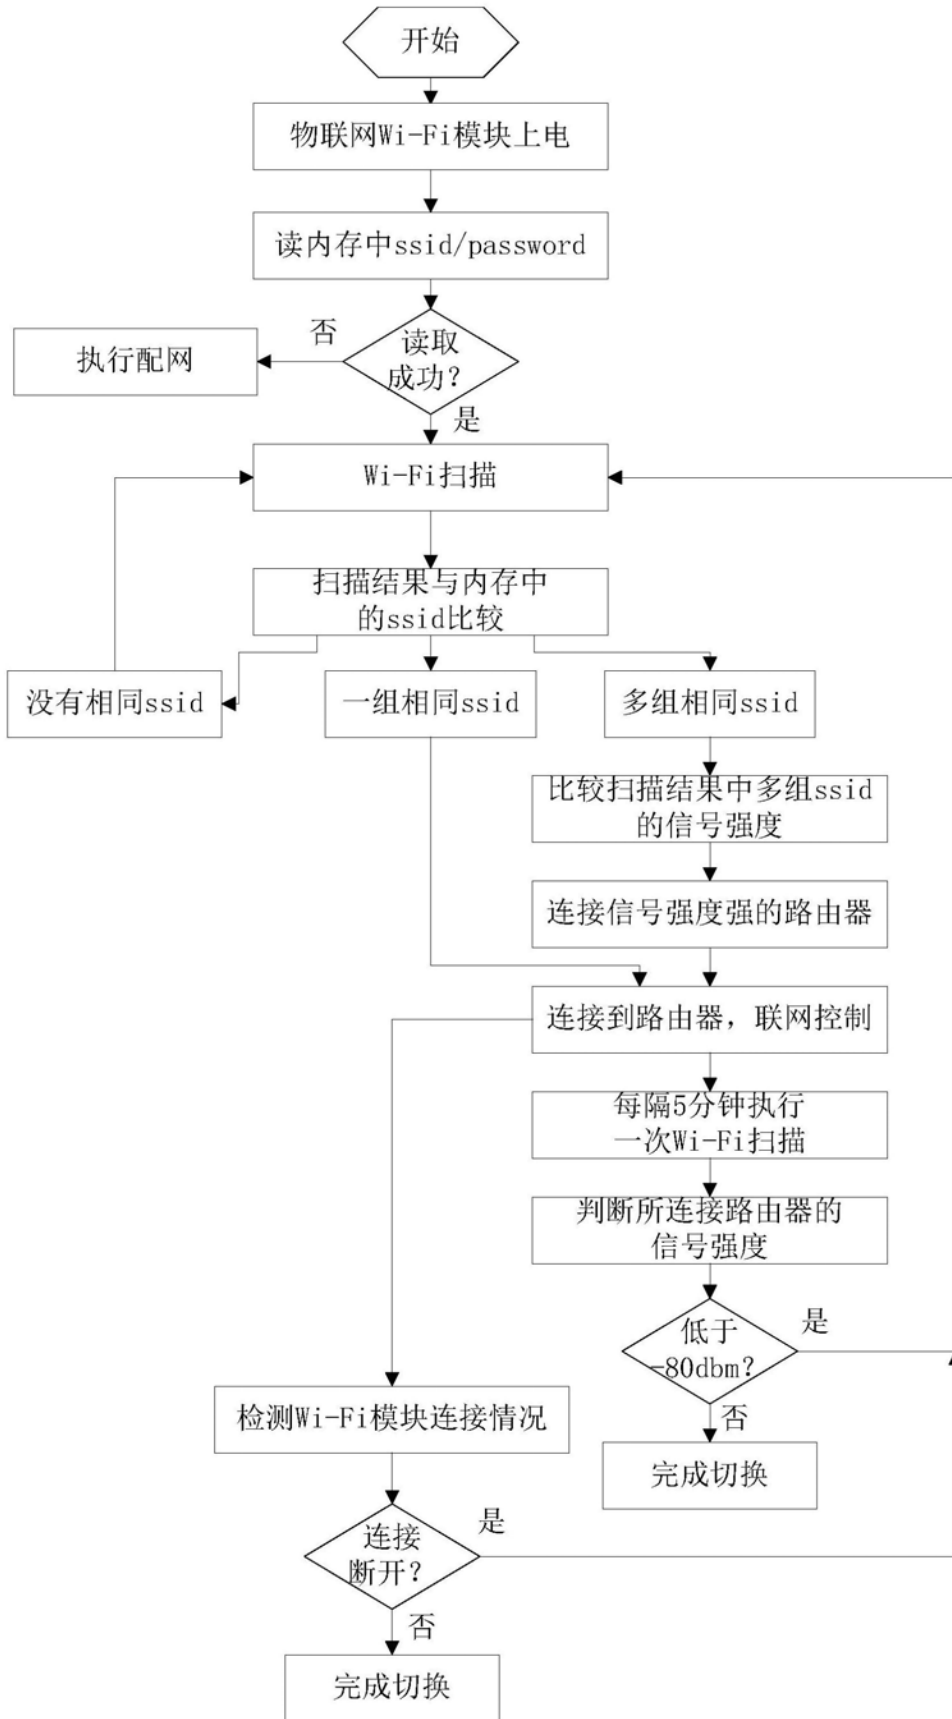 开始
物联网Wi-Fi模块上电
读内存中ssid/password
否
读取
成功？
执行配网
是
Wi-Fi扫描
扫描结果与内存中
的ssid比较
没有相同ssid
一组相同ssid
多组相同ssid
比较扫描结果中多组ssid
的信号强度
连接信号强度强的路由器
连接到路由器，联网控制
每隔5分钟执行
一次Wi-Fi扫描
判断所连接路由器的
信号强度
低于
-80dbm？
是
否
检测Wi-Fi模块连接情况
完成切换
连接
断开？
是
否
完成切换